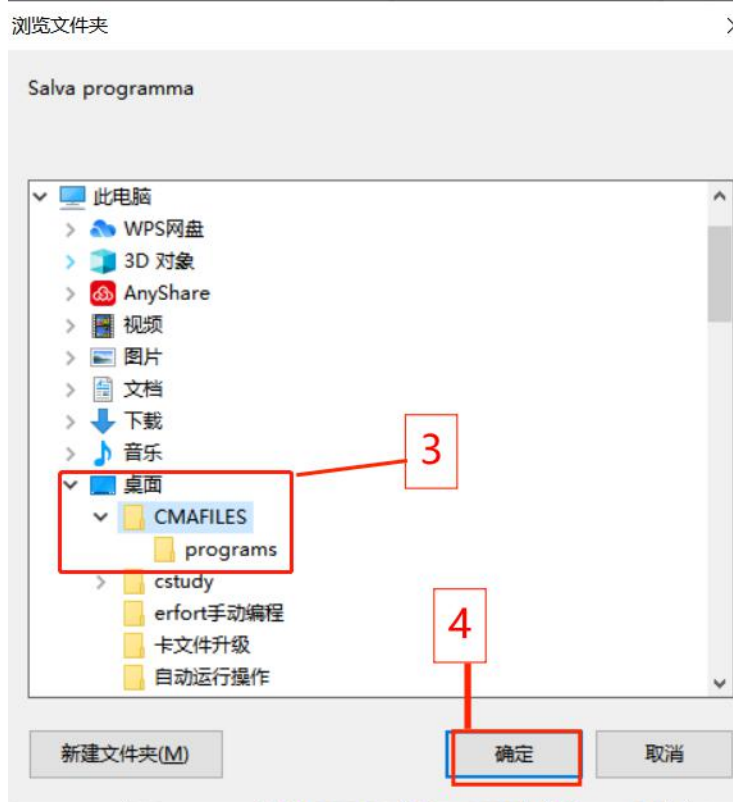 浏览文件夹
Salva programma
此电脑
WPS网盘
3D 对象
AnyShare
视频
图片
文档
下载
音乐
3
桌面
CMAFILES
programs
cstudy
erfort手动编程
4
卡文件升级
自动运行操作
新建文件夹(M)
确定
取消